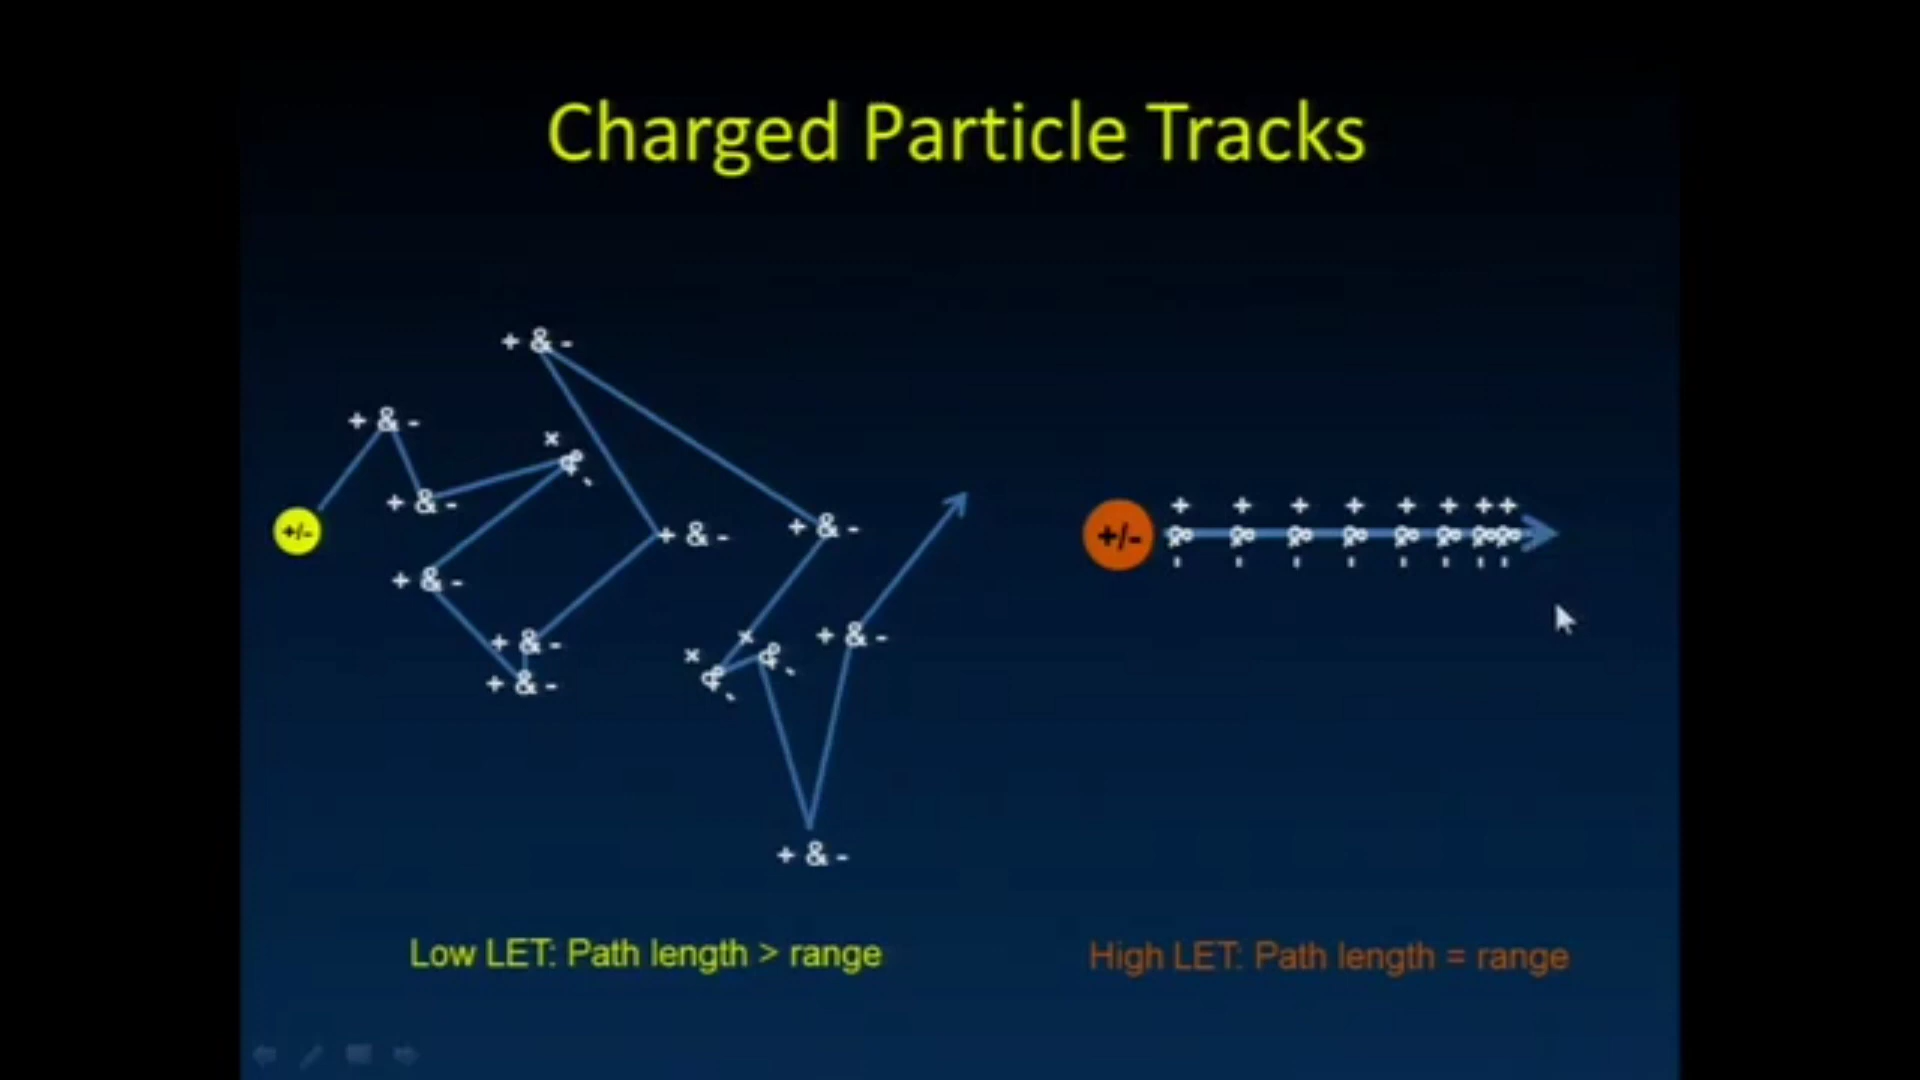 Charged Particle Tracks
+ & -
+ & -
+ & -
+ & -
+/-
+ & -
+ & -
+ & -
+ & -
+ & -
+ & -
+ & -
+ & -
+ & -
+/-
+ & -
+ & -
+ & -
+ & -
+ & -
+ & -
+ & -
+ & -
Low LET: Path length > range
High LET: Path length = range